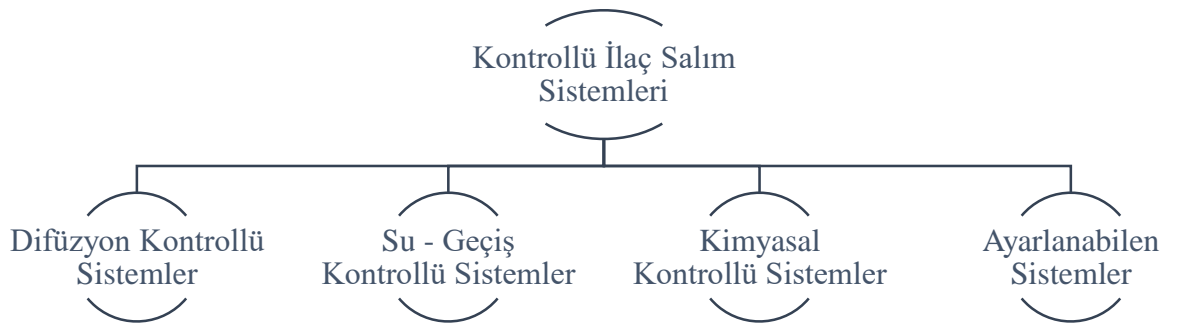 Kontrollü İlaç Salım
Sistemleri
Difüzyon Kontrollü
Sistemler
Su - Geçiş
Kontrollü Sistemler
Kimyasal
Kontrollü Sistemler
Ayarlanabilen
Sistemler